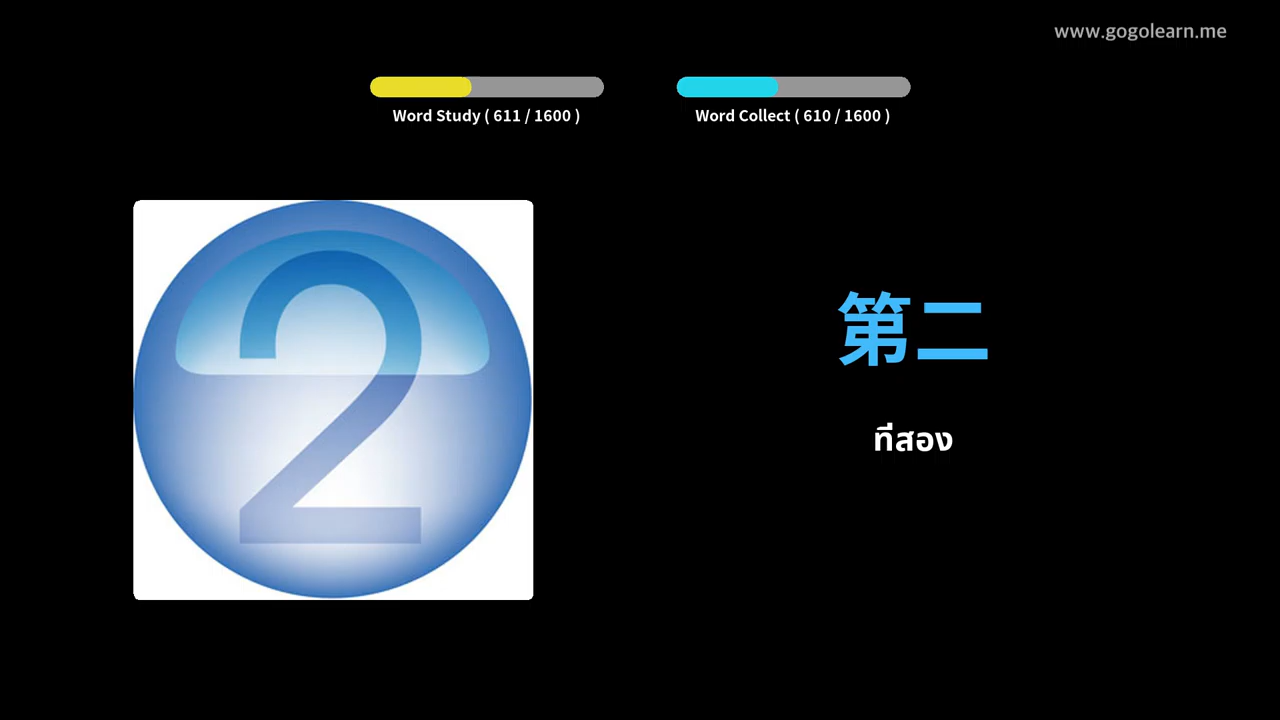 www.gogolearn.me
Word Study ( 611 / 1600 )
Word Collect ( 610 / 1600 )
2
第二
ที่สอง